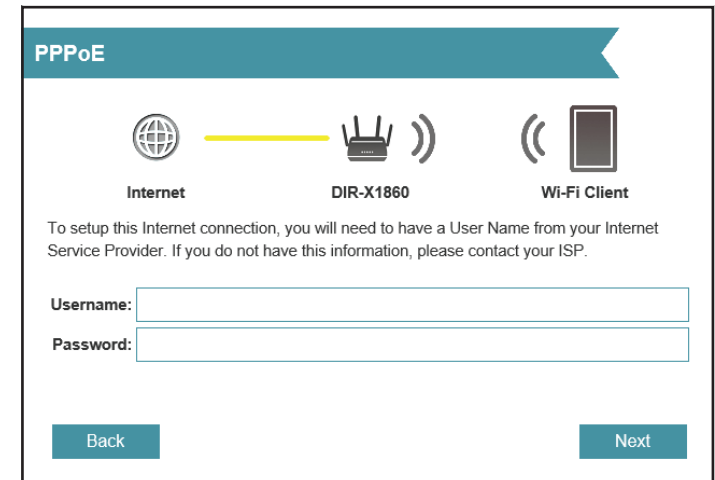 PPPoE
Internet
DIR-X1860
Wi-Fi Client
To setup this Internet connection, you will need to have a User Name from your Internet
Service Provider. If you do not have this information, please contact your ISP.
Username:
Password:
Back
Next